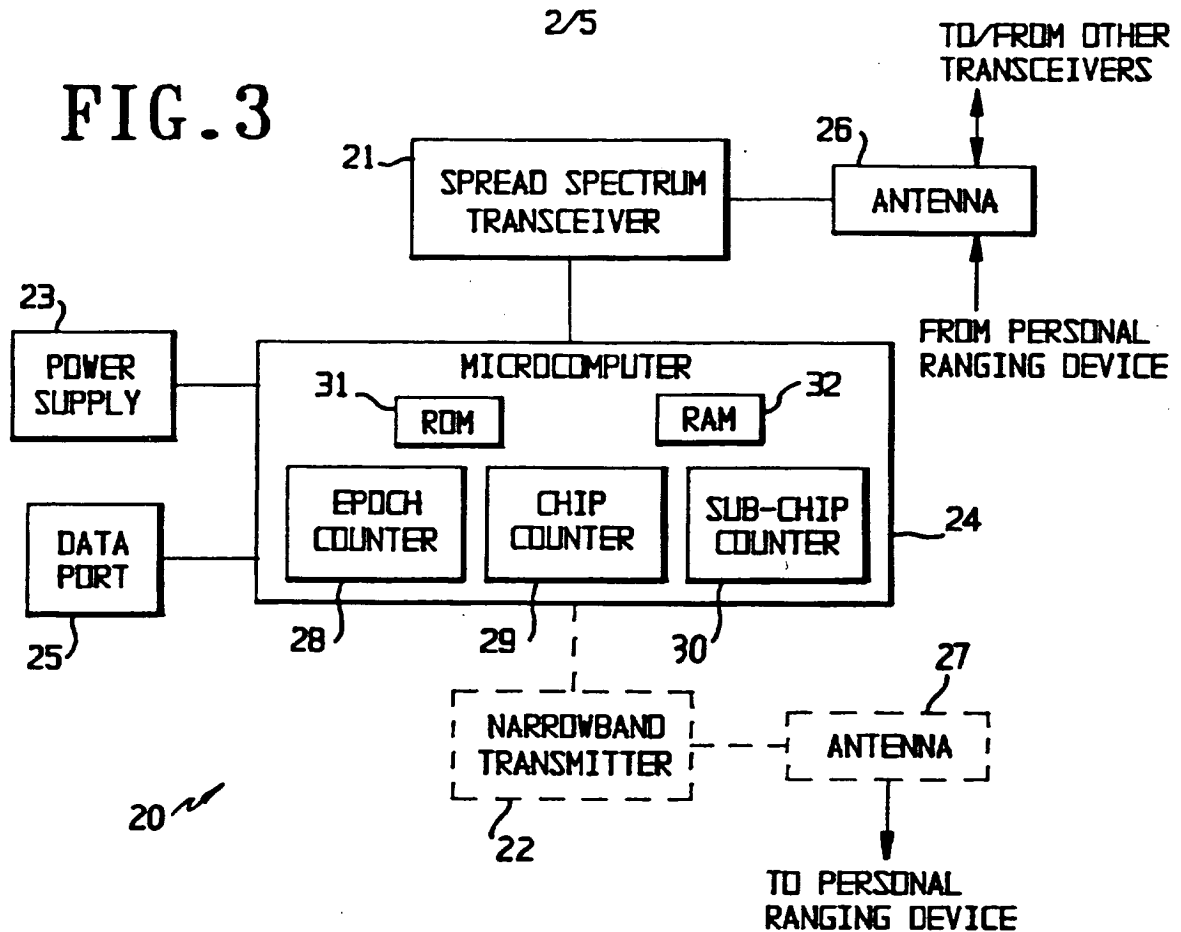 2/5
FIG.3
TO/FROM OTHER
TRANSCEIVERS
26
ANTENNA
21
SPREAD SPECTRUM
TRANSCEIVER
FROM PERSONAL
RANGING DEVICE
23
POWER
SUPPLY
MICROCOMPUTER
31
ROM
RAM
32
EPOCH
COUNTER
CHIP
COUNTER
SUB-CHIP
COUNTER
24
DATA
PORT
25
28
29
30
NARROWBAND
TRANSMITTER
22
27
ANTENNA
20
TO PERSONAL
RANGING DEVICE